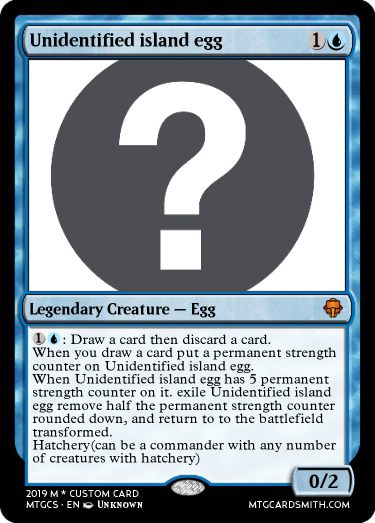 Unidentified island egg 1
?
Legendary Creature — Egg
1 : Draw a card then discard a card.
When you draw a card put a permanent strength
counter on Unidentified island egg.
When Unidentified island egg has 5 permanent
strength counter on it. exile Unidentified island
egg remove half the permanent strength counter
rounded down, and return to to the battlefield
transformed.
Hatchery(can be a commander with any number
of creatures with hatchery)
0/2
2019 M * CUSTOM CARD
MTGCS · EN Unknown
MTGCARDSMITH.COM